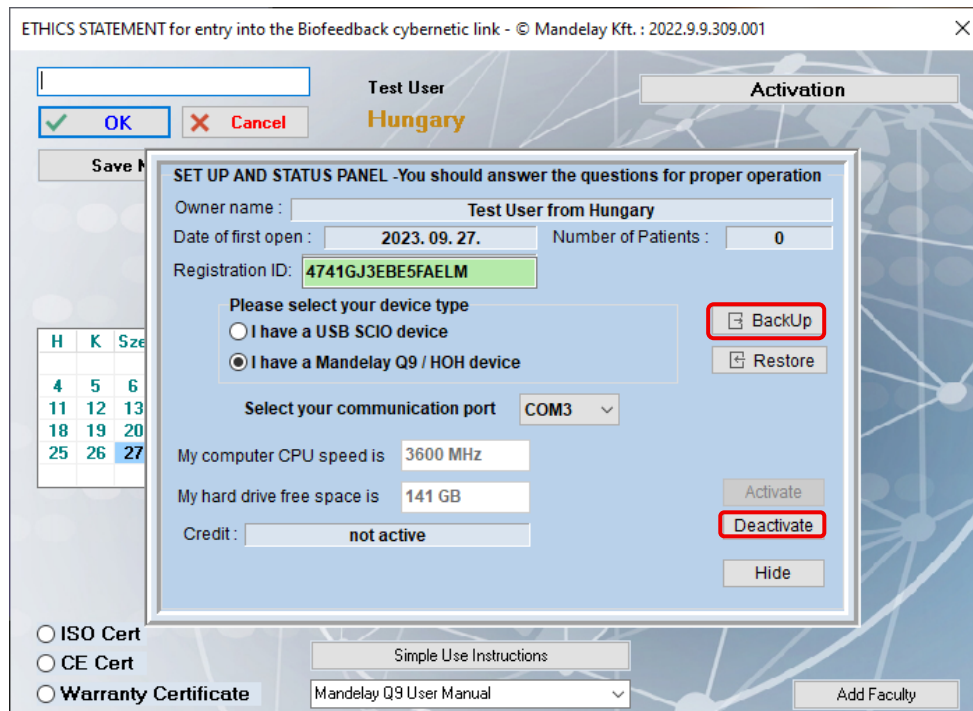 ETHICS STATEMENT for entry into the Biofeedback cybernetic link - © Mandelay Kft. : 2022.9.9.309.001
Test User
Activation
OK
Cancel
Hungary
Save
SET UP AND STATUS PANEL -You should answer the questions for proper operation
Owner name :
Test User from Hungary
Date of first open :
2023. 09. 27.
Number of Patients :
0
Registration ID:
4741GJ3EBE5FAELM
Please select your device type
I have a USB SCIO device
I have a Mandelay Q9 / HOH device
BackUp
Restore
Select your communication port
COM3
My computer CPU speed is
3600 MHz
My hard drive free space is
141 GB
Credit :
not active
Activate
Deactivate
Hide
H K Sze
4 5 6
11 12 13
18 19 20
25 26 27
ISO Cert
CE Cert
Warranty Certificate
Simple Use Instructions
Mandelay Q9 User Manual
Add Faculty